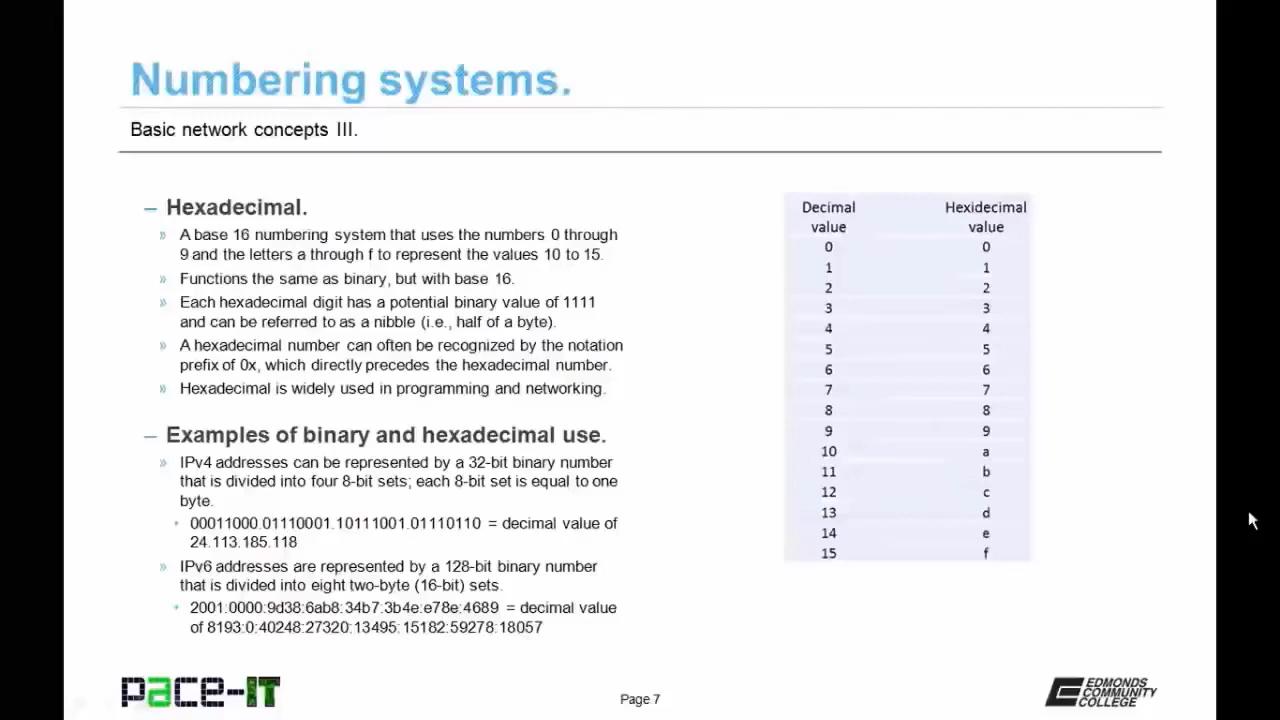 Numbering systems.
Basic network concepts III.
– Hexadecimal.
» A base 16 numbering system that uses the numbers 0 through
9 and the letters a through f to represent the values 10 to 15.
» Functions the same as binary, but with base 16.
» Each hexadecimal digit has a potential binary value of 1111
and can be referred to as a nibble (i.e., half of a byte).
» A hexadecimal number can often be recognized by the notation
prefix of 0x, which directly precedes the hexadecimal number.
» Hexadecimal is widely used in programming and networking.
– Examples of binary and hexadecimal use.
» IPv4 addresses can be represented by a 32-bit binary number
that is divided into four 8-bit sets; each 8-bit set is equal to one
byte.
• 00011000.01110001.10111001.01110110 = decimal value of
24.113.185.118
» IPv6 addresses are represented by a 128-bit binary number
that is divided into eight two-byte (16-bit) sets.
• 2001:0000:9d38:6ab8:34b7:3b4e:e78e:4689 = decimal value
of 8193:0:40248:27320:13495:15182:59278:18057
Decimal Hexidecimal
value value
0 0
1 1
2 2
3 3
4 4
5 5
6 6
7 7
8 8
9 9
10 a
11 b
12 c
13 d
14 e
15 f
pace-IT
Page 7
EDMONDS
COMMUNITY
COLLEGE